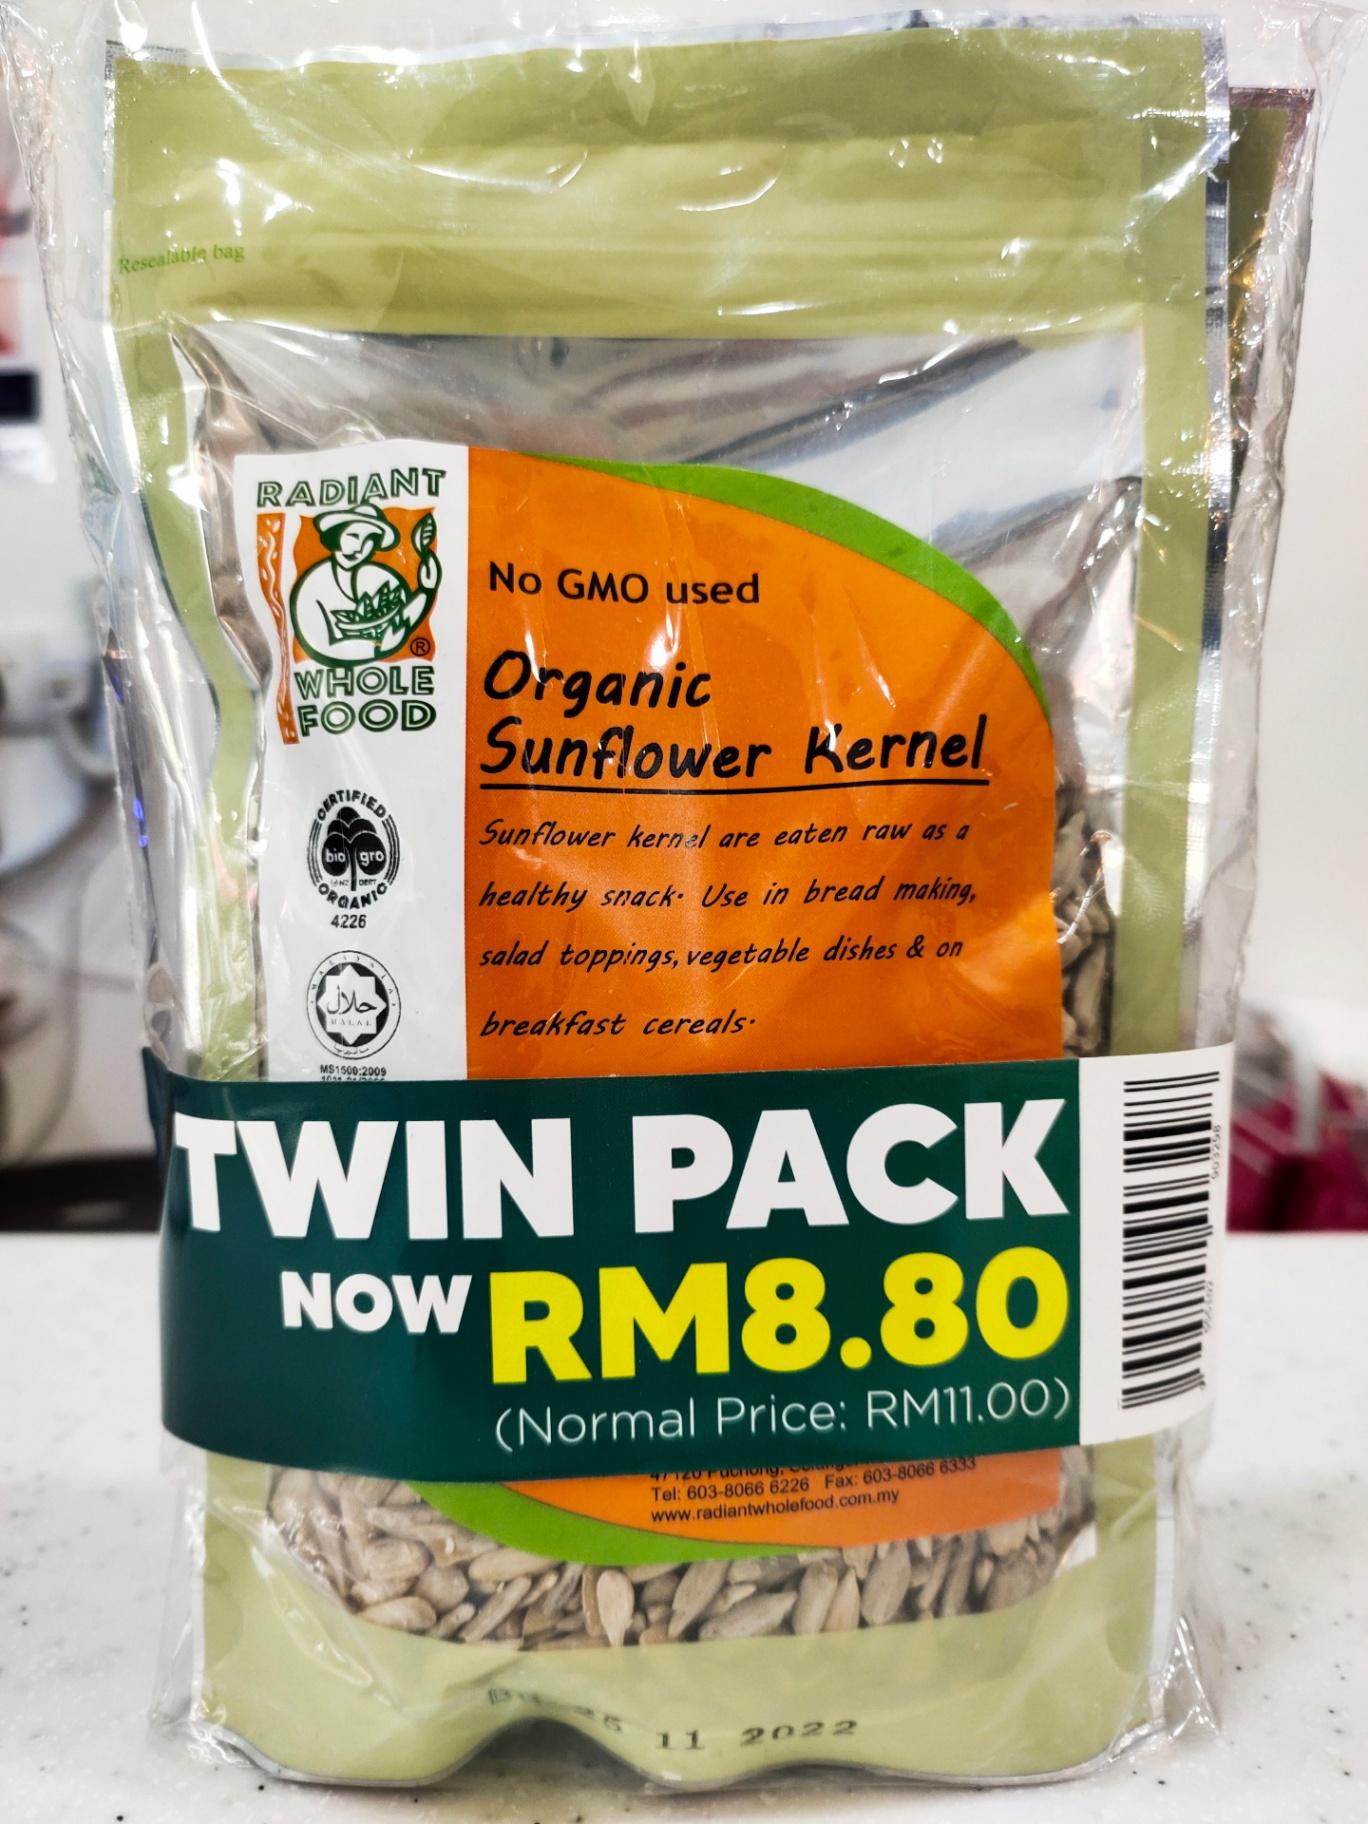 Resealable bag
RADIANT
®
WHOLE
FOOD
No GMO used
Organic
Sunflower Kernel
Sunflower kernel are eaten raw as a
healthy snack. Use in bread making,
salad toppings, vegetable dishes & on
breakfast cereals.
CERTIFIED
bio gro
ORGANIC
4226
MALAYSIA
حلال
HALAL
MS1500:2009
TWIN PACK
NOW RM8.80
(Normal Price: RM11.00)
47120 Puchong,
Tel: 603-8066 6226 Fax: 603-8066 6333
www.radiantwholefood.com.my
25 11 2022